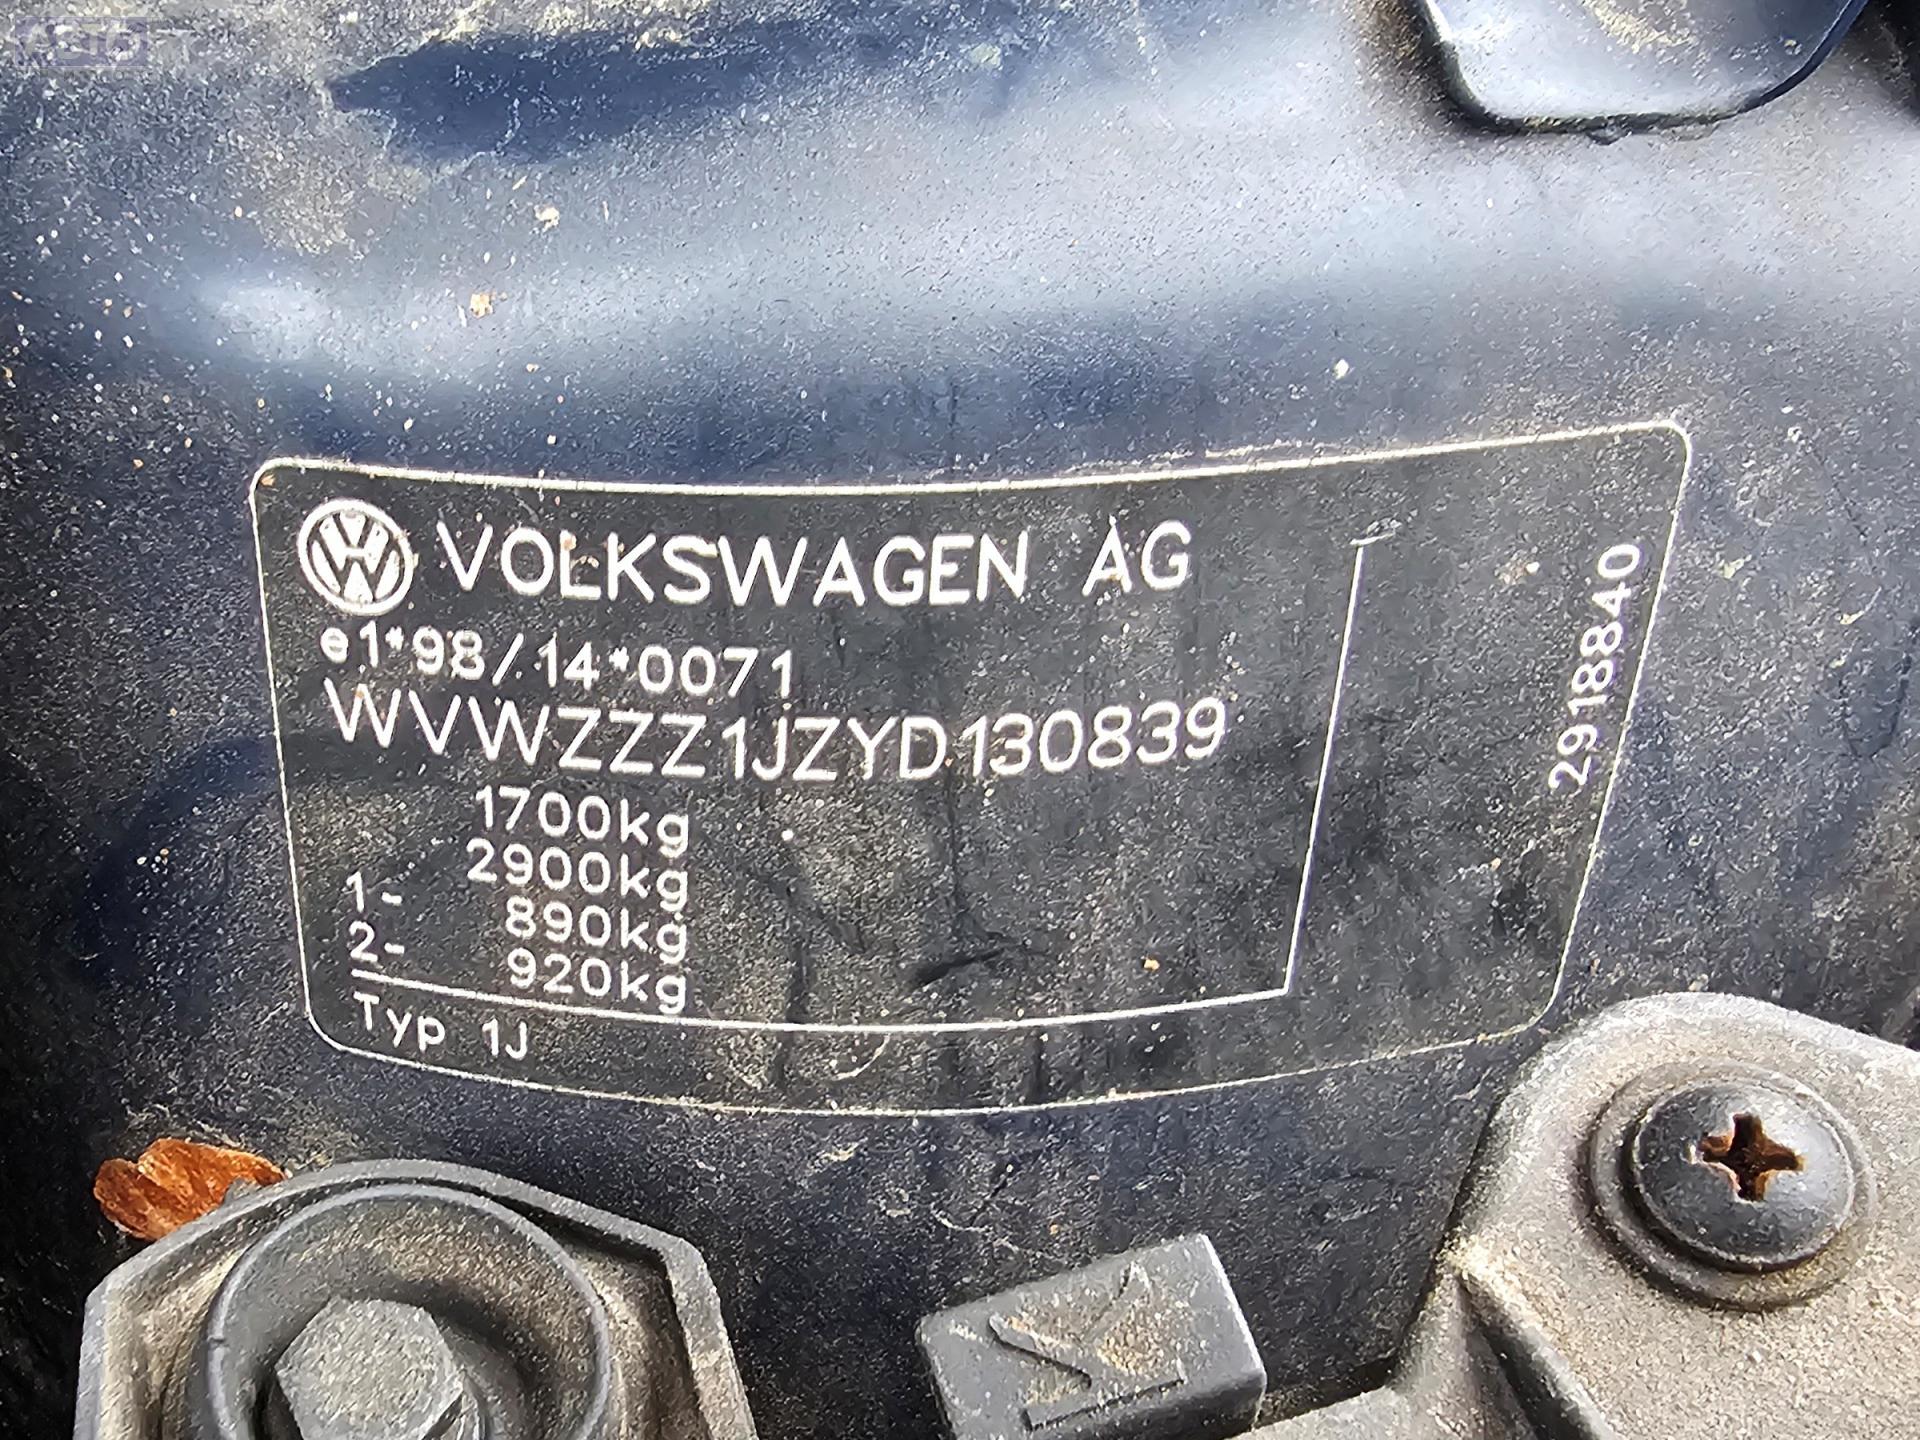 VOLKSWAGEN AG
e1*98/14*0071
WVWZZZ1JZYD130839
1700kg
2900kg
1- 890kg
2- 920kg
Typ 1J
2918840